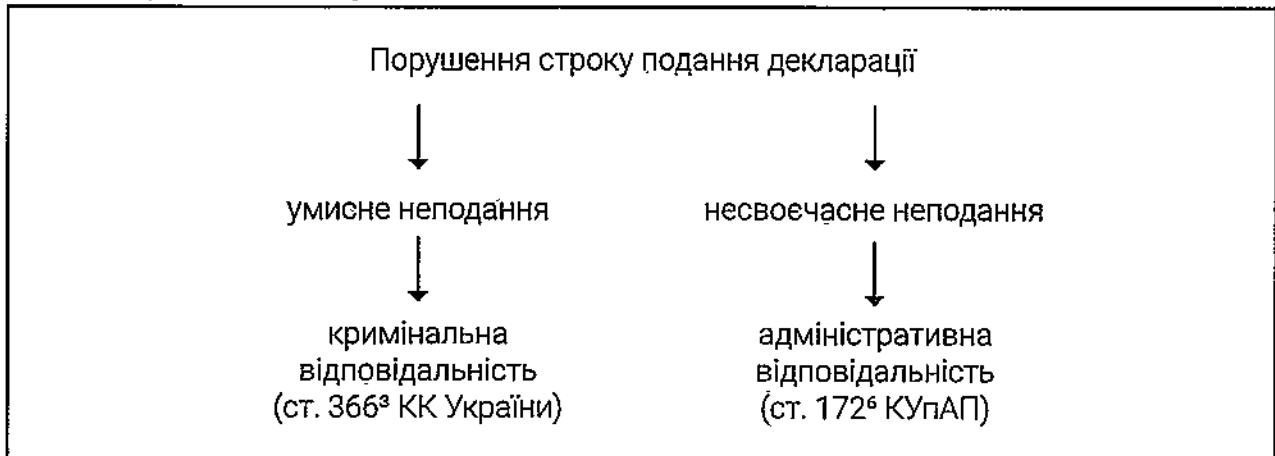 Порушення строку подання декларації
умисне неподання
несвоєчасне неподання
кримінальна
відповідальність
(ст. 366³ КК України)
адміністративна
відповідальність
(ст. 172⁶ КУпАП)